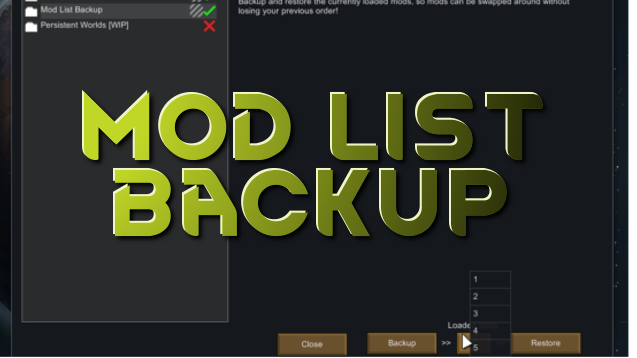 Backup and restore the currently loaded mods, so mods can be swapped around without
Mod List Backup
losing your previous order!
Persistent Worlds [WIP]
MOD LIST
BACKUP
1
2
3
4
5
Close
Backup
>>
Restore